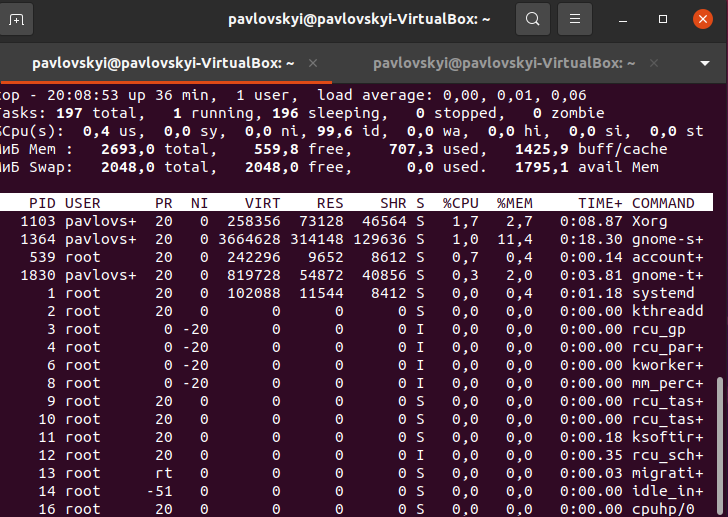 pavlovskyi@pavlovskyi-VirtualBox: ~
pavlovskyi@pavlovskyi-VirtualBox: ~ × pavlovskyi@pavlovskyi-VirtualBox: ~ ×
top - 20:08:53 up 36 min, 1 user, load average: 0,00, 0,01, 0,06
Tasks: 197 total, 1 running, 196 sleeping, 0 stopped, 0 zombie
%Cpu(s): 0,4 us, 0,0 sy, 0,0 ni, 99,6 id, 0,0 wa, 0,0 hi, 0,0 si, 0,0 st
МиБ Mem : 2693,0 total, 559,8 free, 707,3 used, 1425,9 buff/cache
МиБ Swap: 2048,0 total, 2048,0 free, 0,0 used. 1795,1 avail Mem
PID USER PR NI VIRT RES SHR S %CPU %MEM TIME+ COMMAND
1103 pavlovs+ 20 0 258356 73128 46564 S 1,7 2,7 0:08.87 Xorg
1364 pavlovs+ 20 0 3664628 314148 129636 S 1,0 11,4 0:18.30 gnome-s+
539 root 20 0 242296 9652 8612 S 0,7 0,4 0:00.14 account+
1830 pavlovs+ 20 0 819728 54872 40856 S 0,3 2,0 0:03.81 gnome-t+
1 root 20 0 102088 11544 8412 S 0,0 0,4 0:01.18 systemd
2 root 20 0 0 0 0 S 0,0 0,0 0:00.00 kthreadd
3 root 0 -20 0 0 0 I 0,0 0,0 0:00.00 rcu_gp
4 root 0 -20 0 0 0 I 0,0 0,0 0:00.00 rcu_par+
6 root 0 -20 0 0 0 I 0,0 0,0 0:00.00 kworker+
8 root 0 -20 0 0 0 I 0,0 0,0 0:00.00 mm_perc+
9 root 20 0 0 0 0 S 0,0 0,0 0:00.00 rcu_tas+
10 root 20 0 0 0 0 S 0,0 0,0 0:00.00 rcu_tas+
11 root 20 0 0 0 0 S 0,0 0,0 0:00.18 ksoftir+
12 root 20 0 0 0 0 I 0,0 0,0 0:00.35 rcu_sch+
13 root rt 0 0 0 0 S 0,0 0,0 0:00.03 migrati+
14 root -51 0 0 0 0 S 0,0 0,0 0:00.00 idle_in+
16 root 20 0 0 0 0 S 0,0 0,0 0:00.00 cpuhp/0